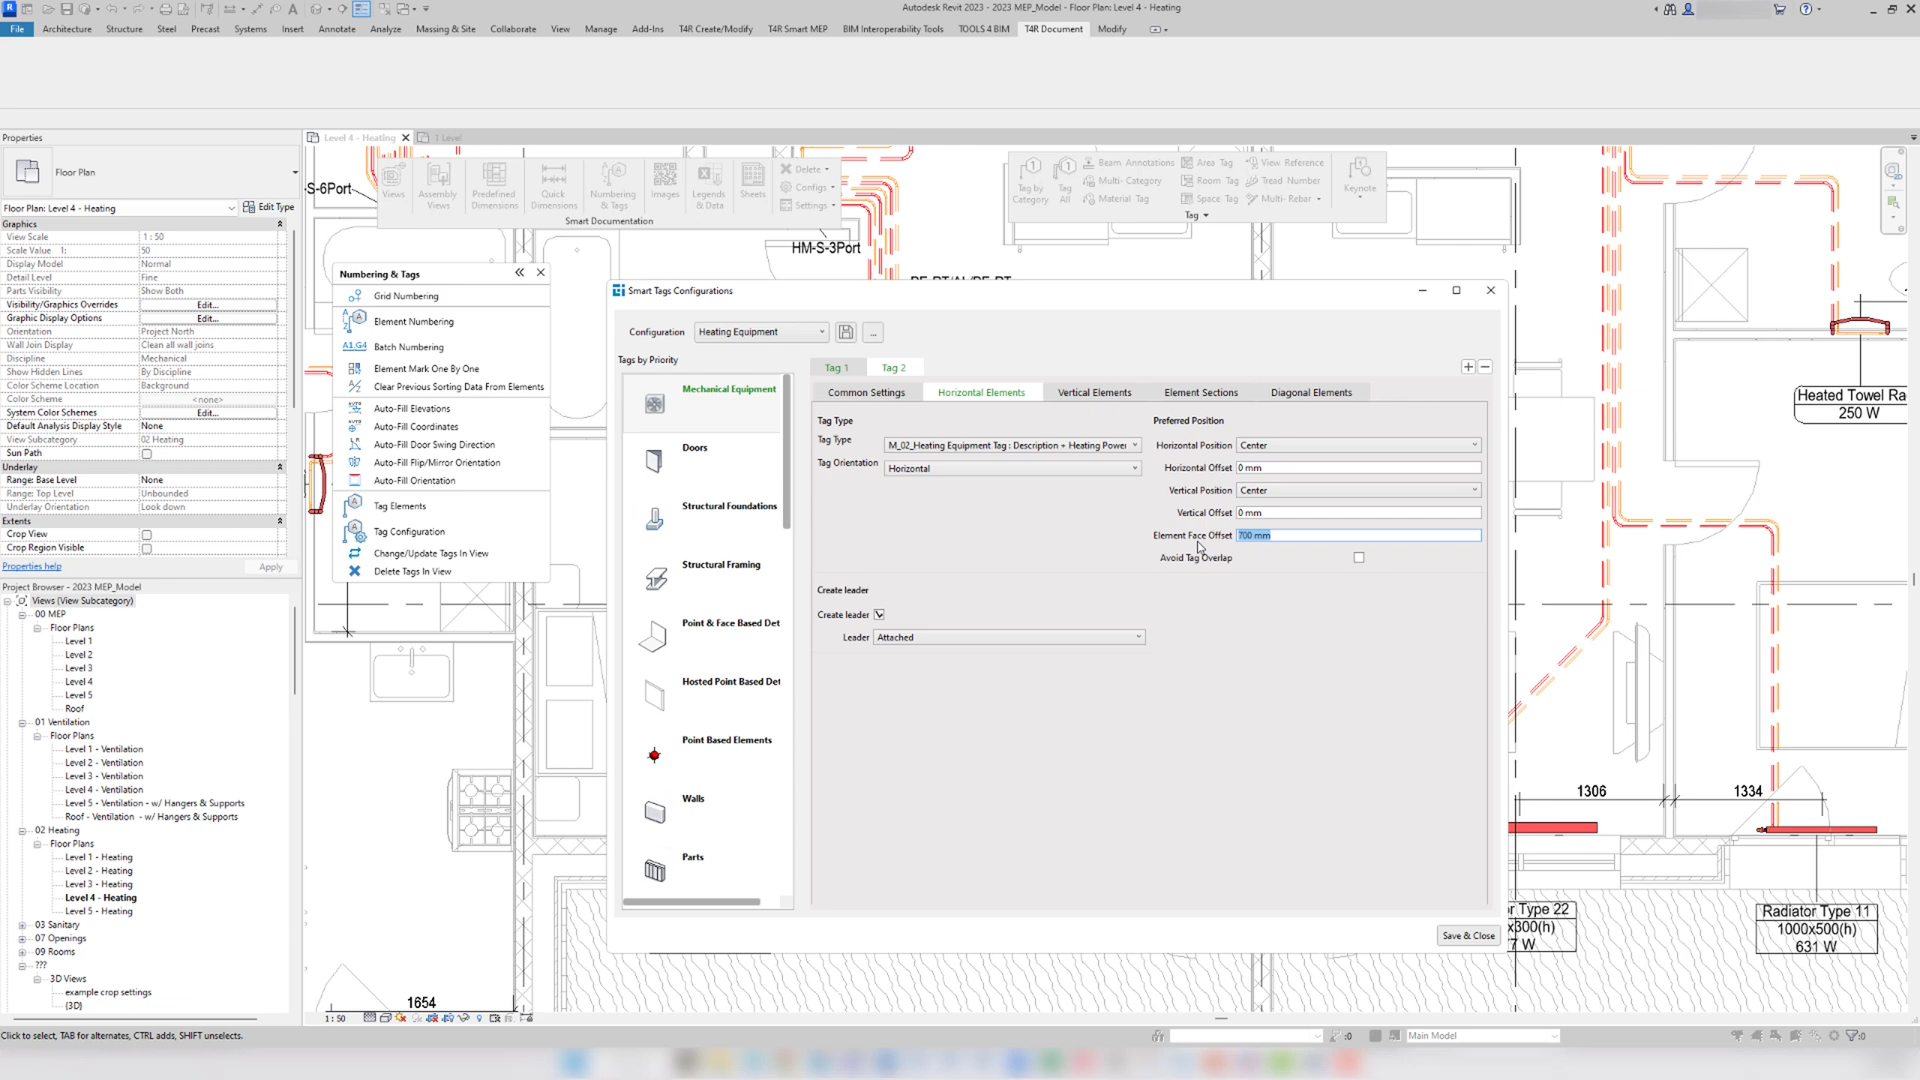 Autodesk Revit 2023 - 2023 MEP_Model - Floor Plan: Level 4 - Heating
File Architecture Structure Steel Precast Systems Insert Annotate Analyze Massing & Site Collaborate View Manage Add-Ins T4R Create/Modify T4R Smart MEP BIM Interoperability Tools TOOLS 4 BIM T4R Document Modify
Properties
Floor Plan
Floor Plan: Level 4 - Heating Edit Type
Graphics
View Scale 1 : 50
Scale Value 1: 50
Display Model Normal
Detail Level Fine
Parts Visibility Show Both
Visibility/Graphics Overrides Edit...
Graphic Display Options Edit...
Orientation Project North
Wall Join Display Clean all wall joins
Discipline Mechanical
Show Hidden Lines By Discipline
Color Scheme Location Background
Color Scheme <none>
System Color Schemes Edit...
Default Analysis Display Style None
View Subcategory 02 Heating
Sun Path
Underlay
Range: Base Level None
Range: Top Level Unbounded
Underlay Orientation Look down
Extents
Crop View
Crop Region Visible
Properties help Apply
Project Browser - 2023 MEP_Model
Views (View Subcategory)
00 MEP
Floor Plans
Level 1
Level 2
Level 3
Level 4
Level 5
Roof
01 Ventilation
Floor Plans
Level 1 - Ventilation
Level 2 - Ventilation
Level 3 - Ventilation
Level 4 - Ventilation
Level 5 - Ventilation - w/ Hangers & Supports
Roof - Ventilation - w/ Hangers & Supports
02 Heating
Floor Plans
Level 1 - Heating
Level 2 - Heating
Level 3 - Heating
Level 4 - Heating
Level 5 - Heating
03 Sanitary
07 Openings
09 Rooms
???
3D Views
example crop settings
{3D}
Level 4 - Heating 1 Level
-S-6Port
Views
Assembly Views
Predefined Dimensions
Quick Dimensions
Numbering & Tags
Images
Legends & Data
Sheets
Delete
Configs
Settings
Smart Documentation
HM-S-3Port
Tag by Category
Tag All
Beam Annotations
Multi- Category
Material Tag
Area Tag
Room Tag
Space Tag
View Reference
Tread Number
Multi- Rebar
Keynote
Tag
Numbering & Tags
Grid Numbering
Element Numbering
A1.G4 Batch Numbering
Element Mark One By One
Clear Previous Sorting Data From Elements
Auto-Fill Elevations
Auto-Fill Coordinates
Auto-Fill Door Swing Direction
Auto-Fill Flip/Mirror Orientation
Auto-Fill Orientation
Tag Elements
Tag Configuration
Change/Update Tags In View
Delete Tags In View
Smart Tags Configurations
Configuration Heating Equipment ...
Tags by Priority
Mechanical Equipment
Doors
Structural Foundations
Structural Framing
Point & Face Based Det
Hosted Point Based Det
Point Based Elements
Walls
Parts
Tag 1 Tag 2
Common Settings Horizontal Elements Vertical Elements Element Sections Diagonal Elements
Tag Type
Tag Type M_02_Heating Equipment Tag : Description + Heating Power
Tag Orientation Horizontal
Preferred Position
Horizontal Position Center
Horizontal Offset 0 mm
Vertical Position Center
Vertical Offset 0 mm
Element Face Offset 700 mm
Avoid Tag Overlap
Create leader
Create leader
Leader Attached
Save & Close
Heated Towel Ra
250 W
1306 1334
r Type 22
x300(h)
7 W
Radiator Type 11
1000x500(h)
631 W
1654
1 : 50
Click to select, TAB for alternates, CTRL adds, SHIFT unselects.
:0 Main Model :0